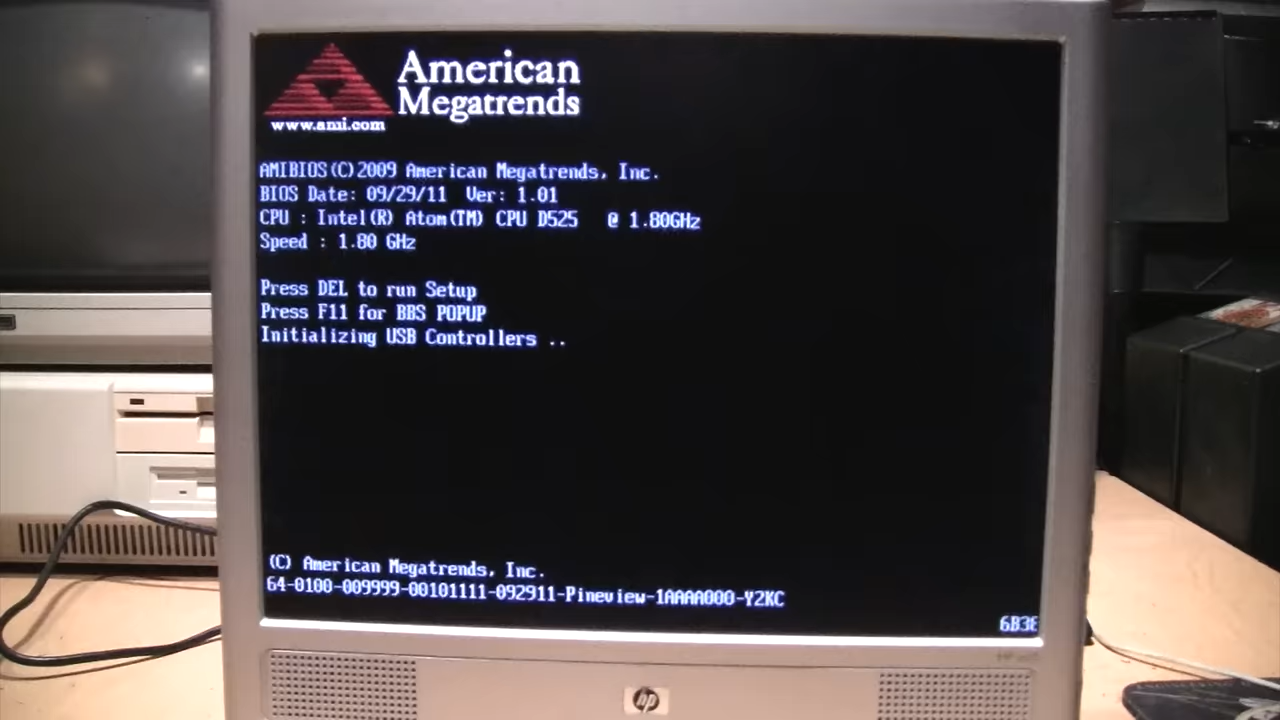 American
Megatrends
www.ami.com
AMIBIOS(C)2009 American Megatrends, Inc.
BIOS Date: 09/29/11 Ver: 1.01
CPU : Intel(R) Atom(TM) CPU D525 @ 1.80GHz
Speed : 1.80 GHz
Press DEL to run Setup
Press F11 for BBS POPUP
Initializing USB Controllers ..
(C) American Megatrends, Inc.
64-0100-009999-00101111-092911-Pineview-1AAAA000-Y2KC
6B3E
hp